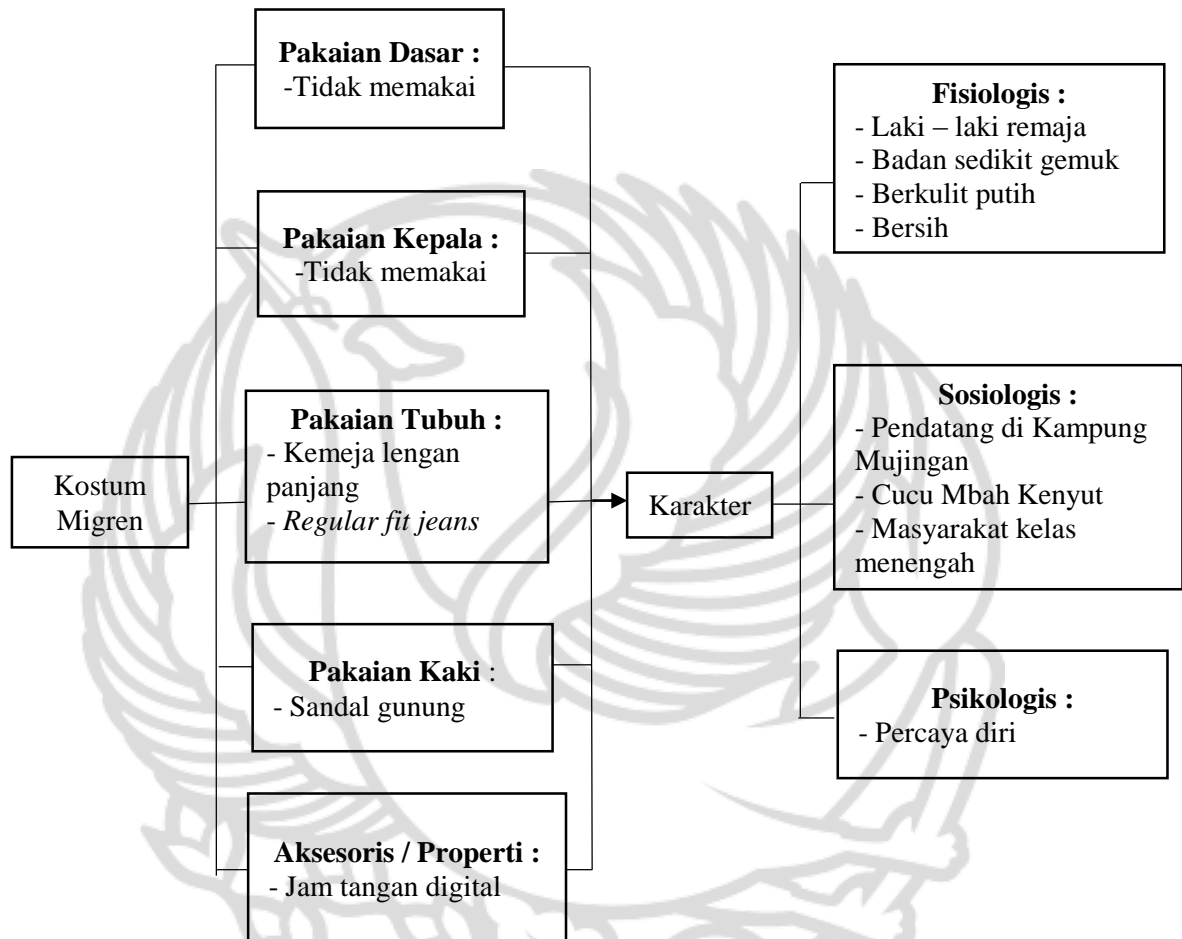 Kostum
Migren
Pakaian Dasar :
-Tidak memakai
Pakaian Kepala :
-Tidak memakai
Pakaian Tubuh :
- Kemeja lengan
panjang
- Regular fit jeans
Pakaian Kaki :
- Sandal gunung
Aksesoris / Properti :
- Jam tangan digital
Karakter
Fisiologis :
- Laki – laki remaja
- Badan sedikit gemuk
- Berkulit putih
- Bersih
Sosiologis :
- Pendatang di Kampung
Mujingan
- Cucu Mbah Kenyut
- Masyarakat kelas
menengah
Psikologis :
- Percaya diri